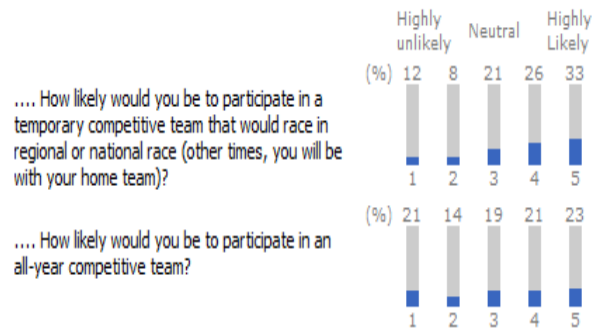 Highly unlikely Neutral Highly Likely
(%) 12 8 21 26 33
.... How likely would you be to participate in a
temporary competitive team that would race in
regional or national race (other times, you will be
with your home team)?
1 2 3 4 5
(%) 21 14 19 21 23
.... How likely would you be to participate in an
all-year competitive team?
1 2 3 4 5